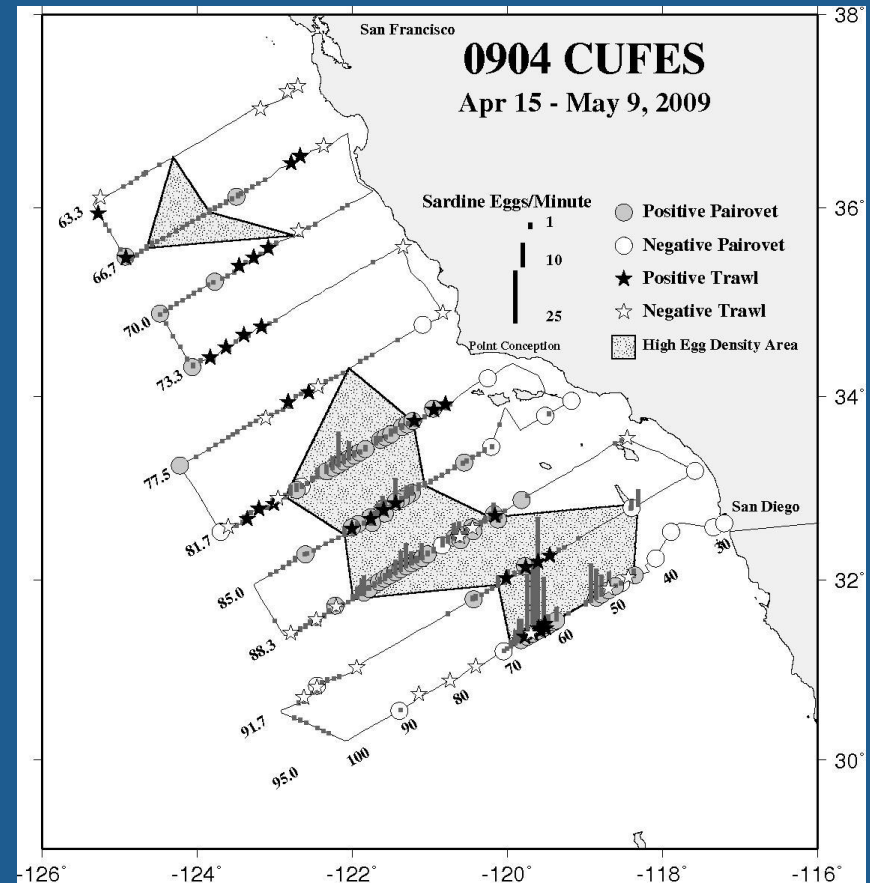 38˚
San Francisco
0904 CUFES
Apr 15 - May 9, 2009
Sardine Eggs/Minute
1
10
25
Positive Pairovet
Negative Pairovet
Positive Trawl
Negative Trawl
High Egg Density Area
Point Conception
San Diego
36˚
34˚
32˚
30˚
63.3
66.7
70.0
73.3
77.5
81.7
85.0
88.3
91.7
95.0
100
90
80
70
60
50
40
30
-126˚
-124˚
-122˚
-120˚
-118˚
-116˚